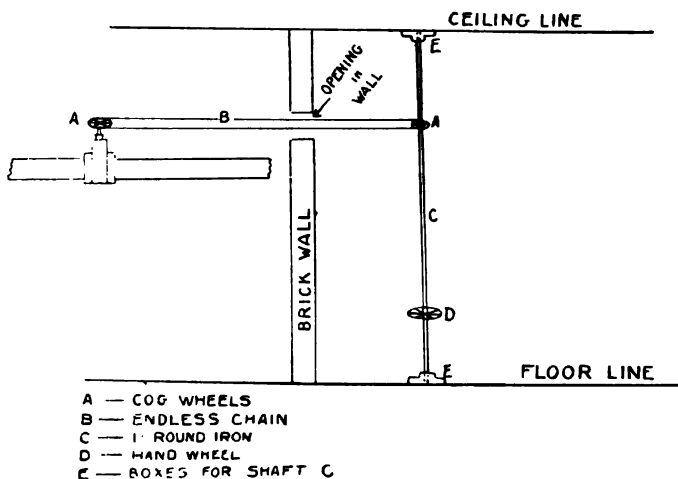 CEILING LINE
E
OPENING
IN
WALL
A
B
A
C
BRICK WALL
D
E
FLOOR LINE
A — COG WHEELS
B — ENDLESS CHAIN
C — 1" ROUND IRON
D — HAND WHEEL
E — BOXES FOR SHAFT C